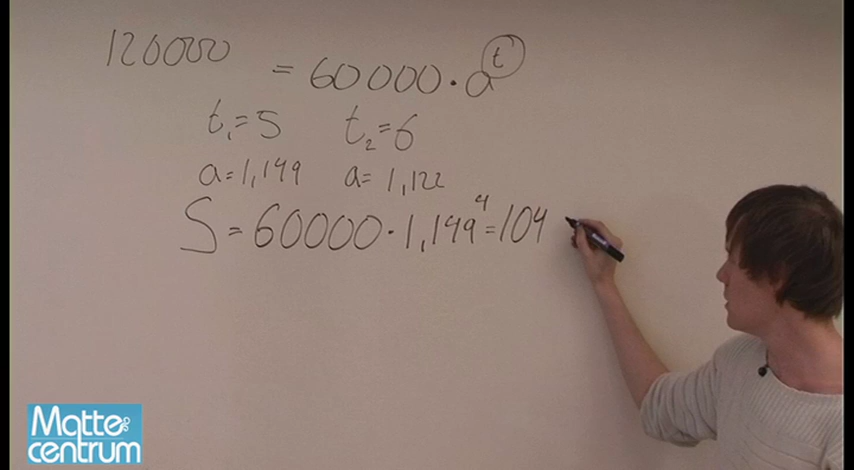 120000 = 60000 · a^t
t₁=5 t₂=6
a=1,149 a=1,122
S=60000·1,149⁴=104
Matte
centrum